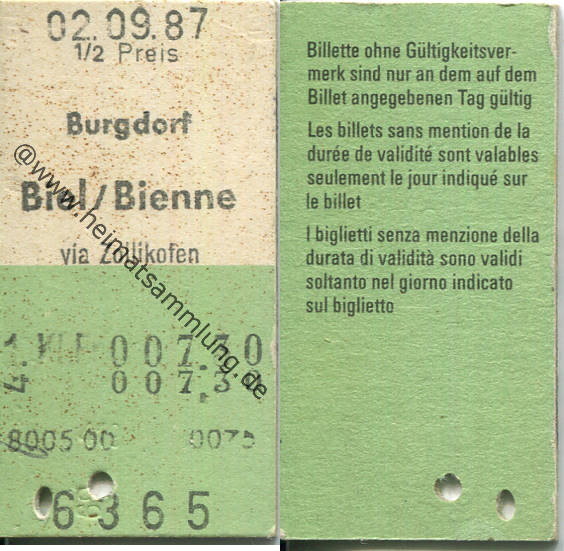 02.09.87
1/2 Preis
Burgdorf
Biel/Bienne
via Zollikofen
1. Kl. 007.30
4 007.30
8005 00 0075
6365
@www.heimatsammlung.de
Billette ohne Gültigkeitsver-
merk sind nur an dem auf dem
Billet angegebenen Tag gültig
Les billets sans mention de la
durée de validité sont valables
seulement le jour indiqué sur
le billet
I biglietti senza menzione della
durata di validità sono validi
soltanto nel giorno indicato
sul biglietto